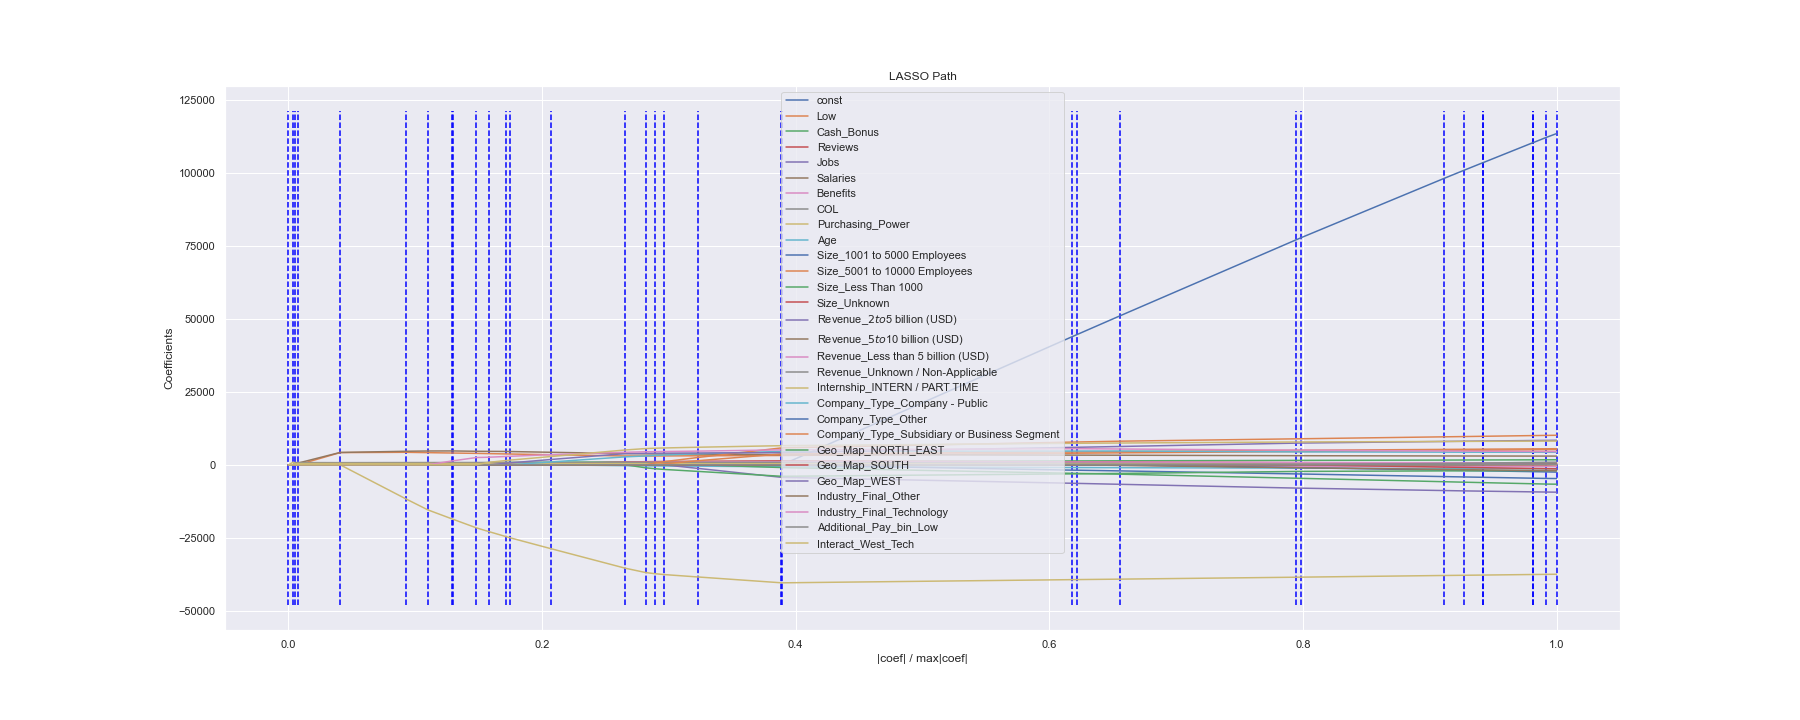 LASSO Path
125000
100000
75000
50000
25000
0
−25000
−50000
Coefficients
const
Low
Cash_Bonus
Reviews
Jobs
Salaries
Benefits
COL
Purchasing_Power
Age
Size_1001 to 5000 Employees
Size_5001 to 10000 Employees
Size_Less Than 1000
Size_Unknown
Revenue_2to5 billion (USD)
Revenue_5to10 billion (USD)
Revenue_Less than 5 billion (USD)
Revenue_Unknown / Non-Applicable
Internship_INTERN / PART TIME
Company_Type_Company - Public
Company_Type_Other
Company_Type_Subsidiary or Business Segment
Geo_Map_NORTH_EAST
Geo_Map_SOUTH
Geo_Map_WEST
Industry_Final_Other
Industry_Final_Technology
Additional_Pay_bin_Low
Interact_West_Tech
0.0 0.2 0.4 0.6 0.8 1.0
|coef| / max|coef|